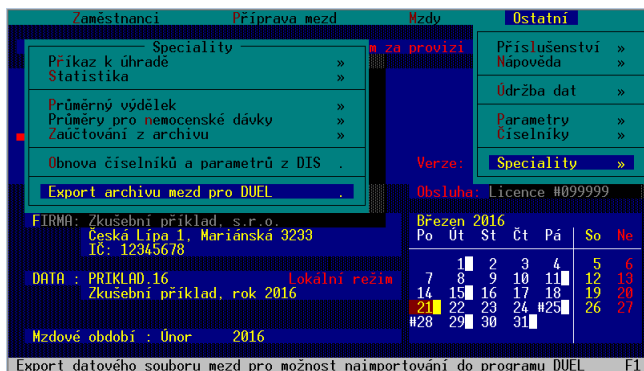 Zaměstnanci Příprava mezd Mzdy Ostatní
m za provizi
Speciality
Příkaz k úhradě »
Statistika »
Průměrný výdělek »
Průměry pro nemocenské dávky »
Zaúčtování z archivu »
Obnova číselníků a parametrů z DIS .
Export archivu mezd pro DUEL .
Příslušenství »
Nápověda »
Údržba dat »
Parametry »
Číselníky »
Speciality »
Verze:
Obsluha: Licence #099999
FIRMA: Zkušební příklad, s.r.o.
Česká Lípa 1, Mariánská 3233
IČ: 12345678
DATA : PRIKLAD.16 Lokální režim
Zkušební příklad, rok 2016
Mzdové období : Únor 2016
Březen 2016
Po Út St Čt Pá So Ne
1 2 3 4 5 6
7 8 9 10 11 12 13
14 15 16 17 18 19 20
21 22 23 24 #25 26 27
#28 29 30 31
Export datového souboru mezd pro možnost naimportování do programu DUEL F1